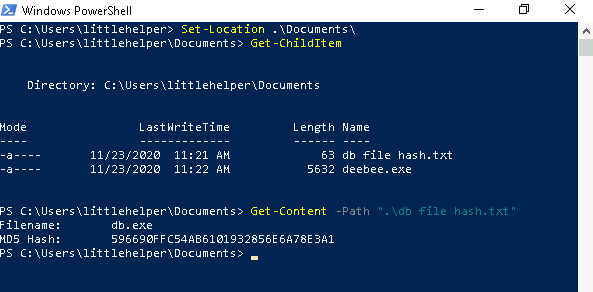 Windows PowerShell
PS C:\Users\littlehelper> Set-Location .\Documents\
PS C:\Users\littlehelper\Documents> Get-ChildItem
Directory: C:\Users\littlehelper\Documents
Mode LastWriteTime Length Name
---- ------------- ------ ----
-a---- 11/23/2020 11:21 AM 63 db file hash.txt
-a---- 11/23/2020 11:22 AM 5632 deebee.exe
PS C:\Users\littlehelper\Documents> Get-Content -Path ".\db file hash.txt"
Filename: db.exe
MD5 Hash: 596690FFC54AB6101932856E6A78E3A1
PS C:\Users\littlehelper\Documents>